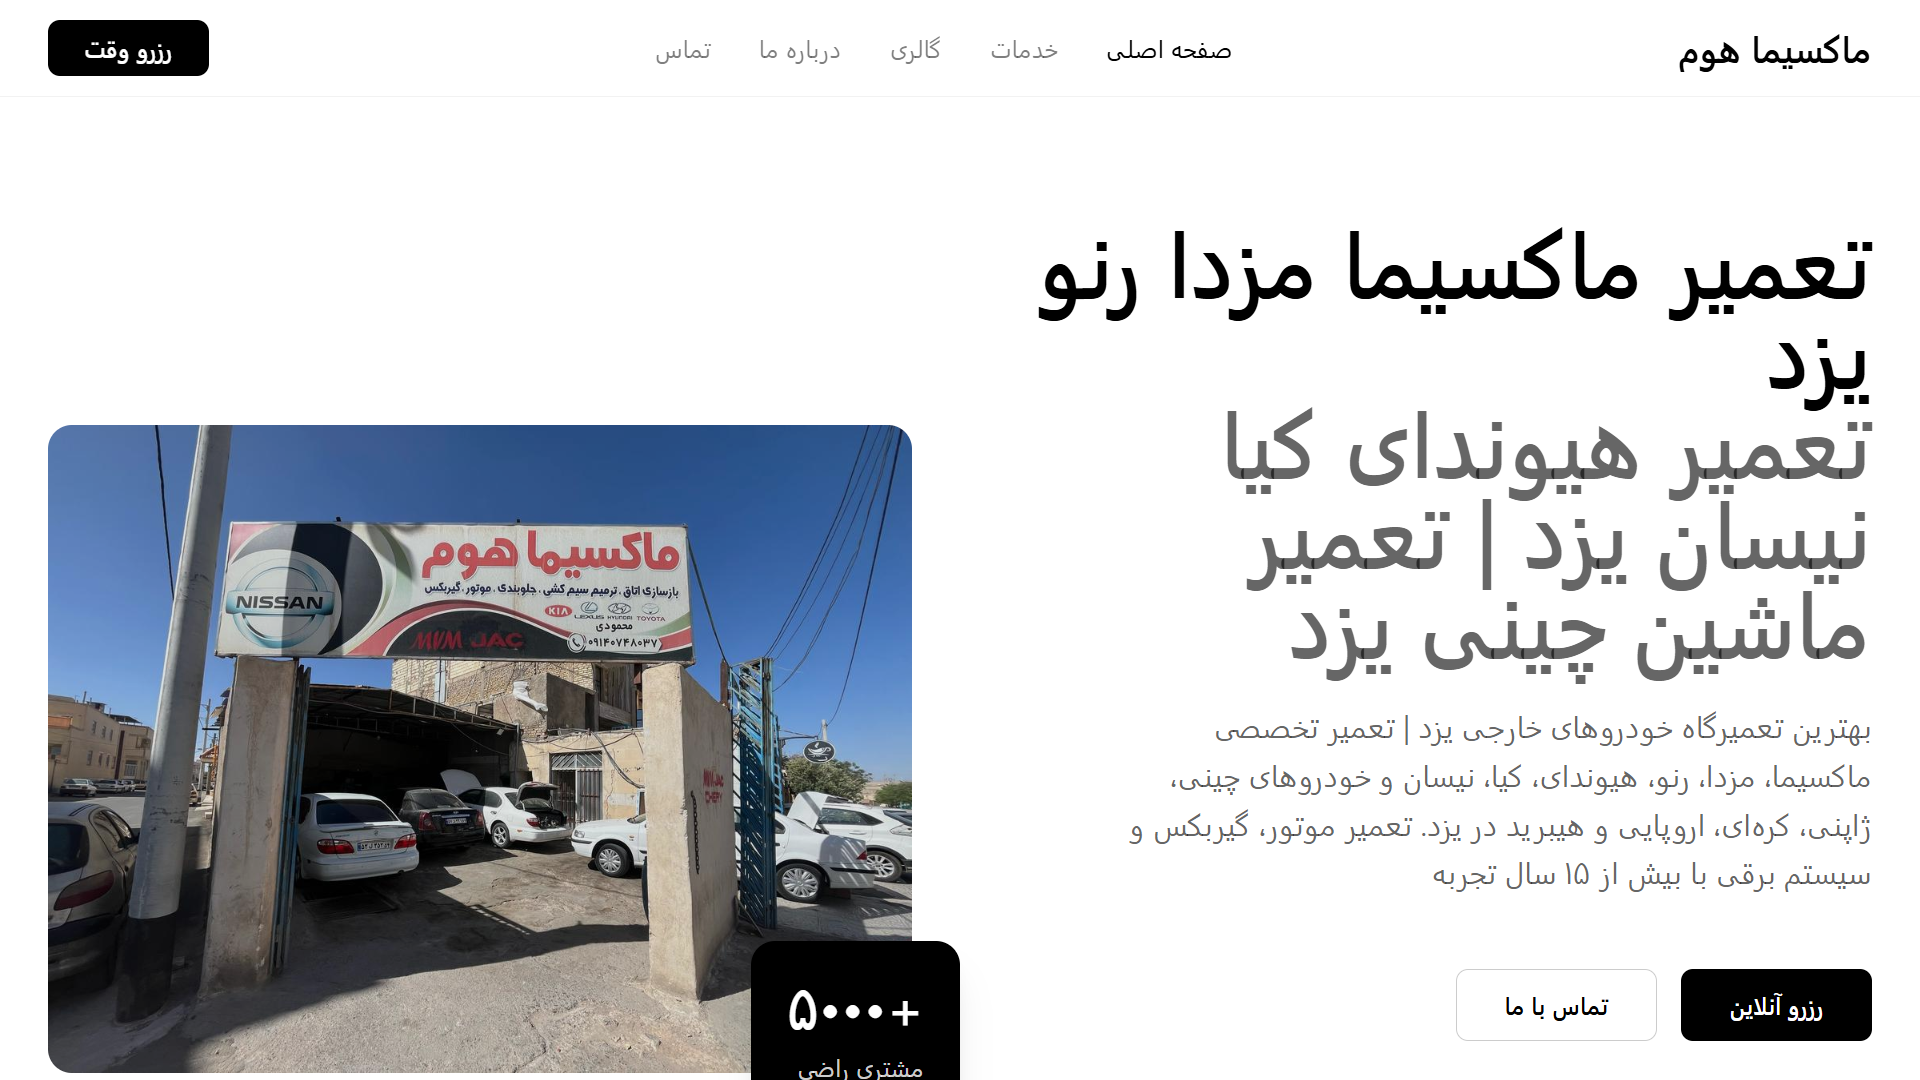 ماکسیما هوم
صفحه اصلی
خدمات
گالری
درباره ما
تماس
رزرو وقت
تعمیر ماکسیما مزدا رنو
یزد
تعمیر هیوندای کیا
نیسان یزد | تعمیر
ماشین چینی یزد
بهترین تعمیرگاه خودروهای خارجی یزد | تعمیر تخصصی
ماکسیما، مزدا، رنو، هیوندای، کیا، نیسان و خودروهای چینی،
ژاپنی، کره‌ای، اروپایی و هیبرید در یزد. تعمیر موتور، گیربکس و
سیستم برقی با بیش از ۱۵ سال تجربه
رزرو آنلاین
تماس با ما
ماکسیما هوم
بازسازی اتاق . ترمیم سیم کشی . جلوبندی . موتور . گیربکس
NISSAN
KIA LEXUS HYUNDAI TOYOTA
محمودی
MVM JAC
۰۹۱۴۰۷۴۸۰۳۷
MVM JAC
CHERY
+۵۰۰۰
مشتری راضی